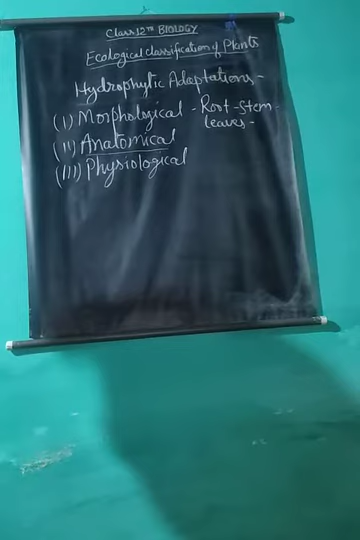 Class 12th BIOLOGY
Ecological classification of Plants
Hydrophytic Adaptations -
(I) Morphological - Root - Stem -
leaves -
(II) Anatomical
(III) Physiological